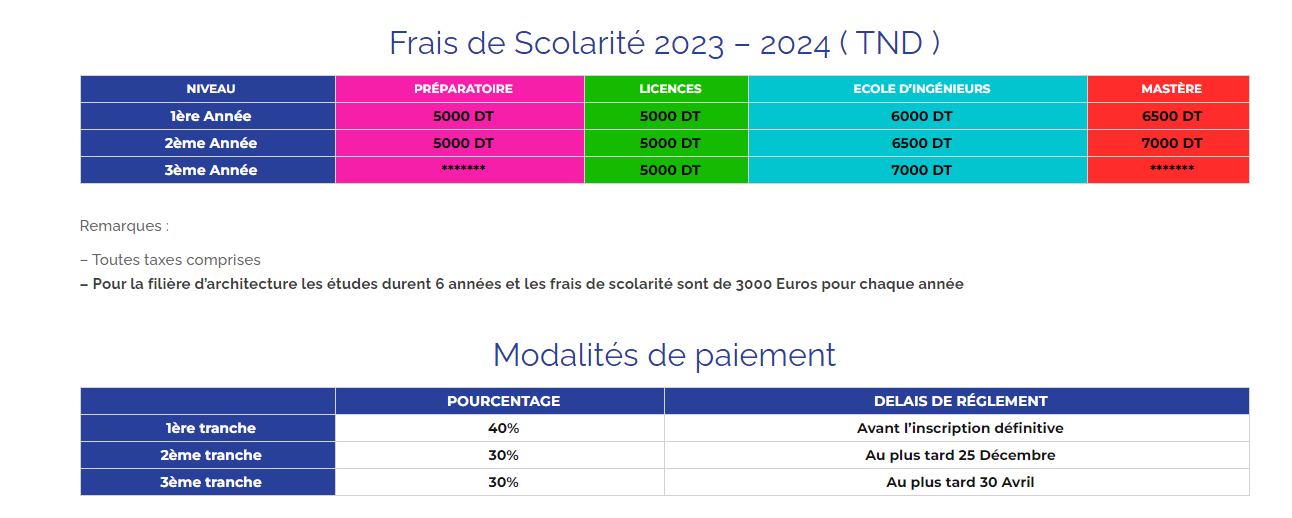 Frais de Scolarité 2023 – 2024 ( TND )
NIVEAU PRÉPARATOIRE LICENCES ECOLE D'INGÉNIEURS MASTÈRE
1ère Année 5000 DT 5000 DT 6000 DT 6500 DT
2ème Année 5000 DT 5000 DT 6500 DT 7000 DT
3ème Année ******* 5000 DT 7000 DT *******
Remarques :
– Toutes taxes comprises
– Pour la filière d'architecture les études durent 6 années et les frais de scolarité sont de 3000 Euros pour chaque année
Modalités de paiement
POURCENTAGE DELAIS DE RÉGLEMENT
1ère tranche 40% Avant l'inscription définitive
2ème tranche 30% Au plus tard 25 Décembre
3ème tranche 30% Au plus tard 30 Avril